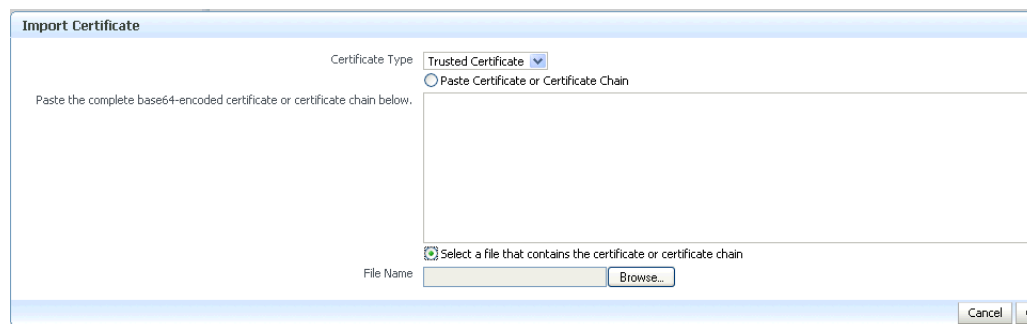 Import Certificate
Certificate Type Trusted Certificate
Paste Certificate or Certificate Chain
Paste the complete base64-encoded certificate or certificate chain below.
Select a file that contains the certificate or certificate chain
File Name Browse...
Cancel